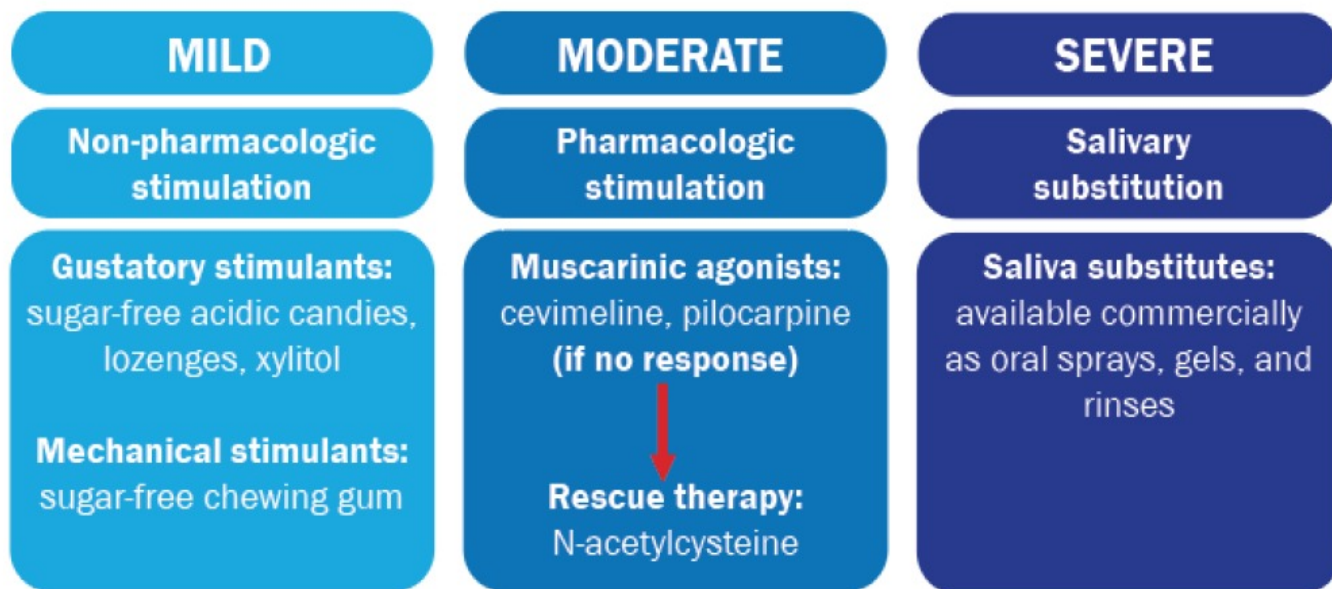 MILD
Non-pharmacologic
stimulation
Gustatory stimulants:
sugar-free acidic candies,
lozenges, xylitol
Mechanical stimulants:
sugar-free chewing gum
MODERATE
Pharmacologic
stimulation
Muscarinic agonists:
cevimeline, pilocarpine
(if no response)
Rescue therapy:
N-acetylcysteine
SEVERE
Salivary
substitution
Saliva substitutes:
available commercially
as oral sprays, gels, and
rinses